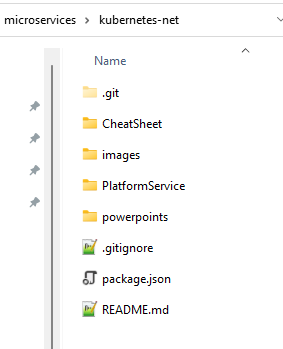 microservices > kubernetes-net
Name
.git
CheatSheet
images
PlatformService
powerpoints
.gitignore
package.json
README.md